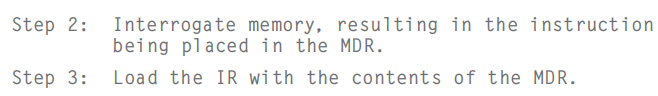 Step 2: Interrogate memory, resulting in the instruction
being placed in the MDR.
Step 3: Load the IR with the contents of the MDR.